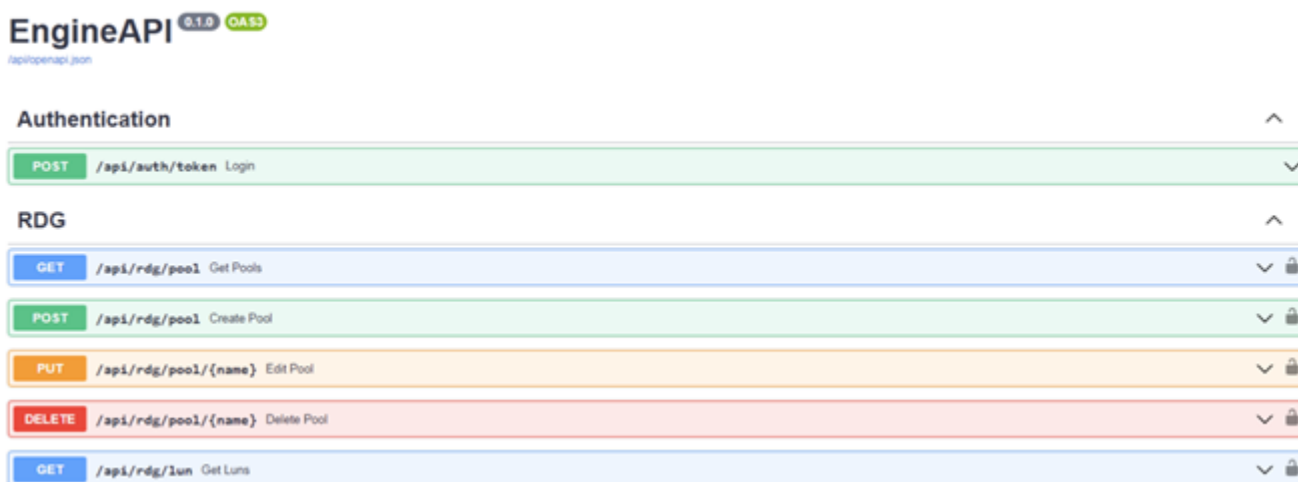 EngineAPI 0.1.0 OAS3
/api/openapi.json
Authentication
POST /api/auth/token Login
RDG
GET /api/rdg/pool Get Pools
POST /api/rdg/pool Create Pool
PUT /api/rdg/pool/{name} Edit Pool
DELETE /api/rdg/pool/{name} Delete Pool
GET /api/rdg/lun Get Luns